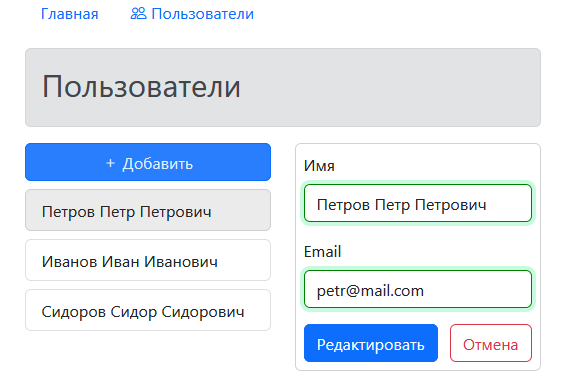 Главная Пользователи
Пользователи
+ Добавить
Петров Петр Петрович
Иванов Иван Иванович
Сидоров Сидор Сидорович
Имя
Петров Петр Петрович
Email
petr@mail.com
Редактировать Отмена